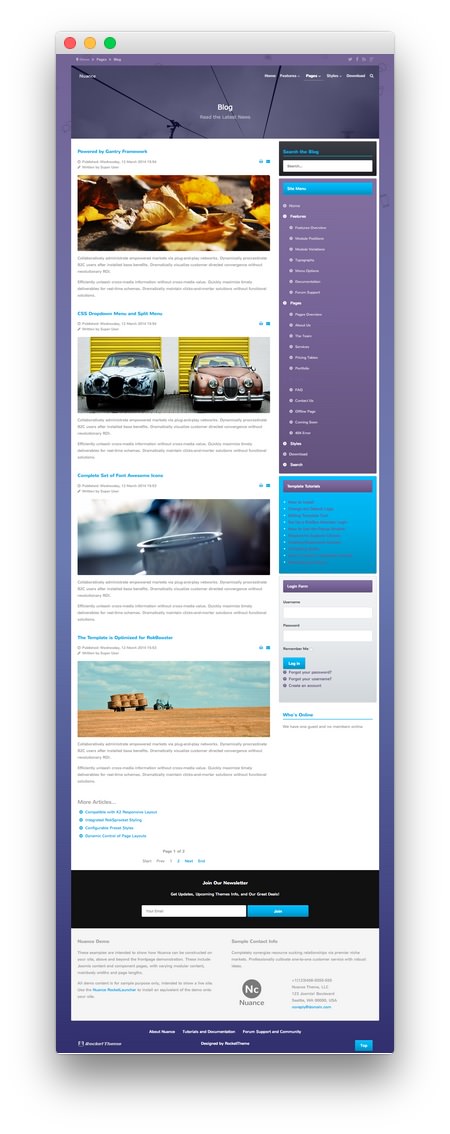 Home Pages Blog
Nuance
Home Features Pages Styles Download
Blog
Read the Latest News
Powered by Gantry Framework
Published: Wednesday, 12 March 2014 15:54
Written by Super User
Collaboratively administrate empowered markets via plug-and-play networks. Dynamically procrastinate
B2C users after installed base benefits. Dramatically visualize customer directed convergence without
revolutionary ROI.
Efficiently unleash cross-media information without cross-media value. Quickly maximize timely
deliverables for real-time schemas. Dramatically maintain clicks-and-mortar solutions without functional
solutions.
CSS Dropdown Menu and Split Menu
Published: Wednesday, 12 March 2014 15:54
Written by Super User
Collaboratively administrate empowered markets via plug-and-play networks. Dynamically procrastinate
B2C users after installed base benefits. Dramatically visualize customer directed convergence without
revolutionary ROI.
Efficiently unleash cross-media information without cross-media value. Quickly maximize timely
deliverables for real-time schemas. Dramatically maintain clicks-and-mortar solutions without functional
solutions.
Complete Set of Font Awesome Icons
Published: Wednesday, 12 March 2014 15:53
Written by Super User
Collaboratively administrate empowered markets via plug-and-play networks. Dynamically procrastinate
B2C users after installed base benefits. Dramatically visualize customer directed convergence without
revolutionary ROI.
Efficiently unleash cross-media information without cross-media value. Quickly maximize timely
deliverables for real-time schemas. Dramatically maintain clicks-and-mortar solutions without functional
solutions.
The Template is Optimized for RokBooster
Published: Wednesday, 12 March 2014 15:53
Written by Super User
Collaboratively administrate empowered markets via plug-and-play networks. Dynamically procrastinate
B2C users after installed base benefits. Dramatically visualize customer directed convergence without
revolutionary ROI.
Efficiently unleash cross-media information without cross-media value. Quickly maximize timely
deliverables for real-time schemas. Dramatically maintain clicks-and-mortar solutions without functional
solutions.
More Articles...
Compatible with K2 Responsive Layout
Integrated RokSprocket Styling
Configurable Preset Styles
Dynamic Control of Page Layouts
Page 1 of 2
Start Prev 1 2 Next End
Search the Blog
Search...
Site Menu
Home
Features
Features Overview
Module Positions
Module Variations
Typography
Menu Options
Documentation
Forum Support
Pages
Pages Overview
About Us
The Team
Services
Pricing Tables
Portfolio
FAQ
Contact Us
Offline Page
Coming Soon
404 Error
Styles
Download
Search
Template Tutorials
Login Form
Username
Password
Remember Me
Log in
Forgot your password?
Forgot your username?
Create an account
Who's Online
We have one guest and no members online
Join Our Newsletter
Get Updates, Upcoming Themes Info, and Our Great Deals!
Your Email
Join
Nuance Demo
These examples are intended to show how Nuance can be constructed on
your site, above and beyond the frontpage demonstration. These include
Joomla content and component pages, with varying modular content,
maximally widths and page lengths.
All demo content is for sample purposes only, intended to show a live site.
Use the Nuance RocketLauncher to install an equivalent of the demo onto
your site.
Sample Contact Info
Completely synergize resource sucking relationships via premier niche
markets. Professionally cultivate one-to-one customer service with robust
ideas.
Nc
Nuance
+1(123)456-5555-555
Nuance Theme, LLC
123 Joomla! Boulevard
Seattle, WA 00000, USA
noreply@domain.com
About Nuance Tutorials and Documentation Forum Support and Community
RocketTheme
Designed by RocketTheme
Top